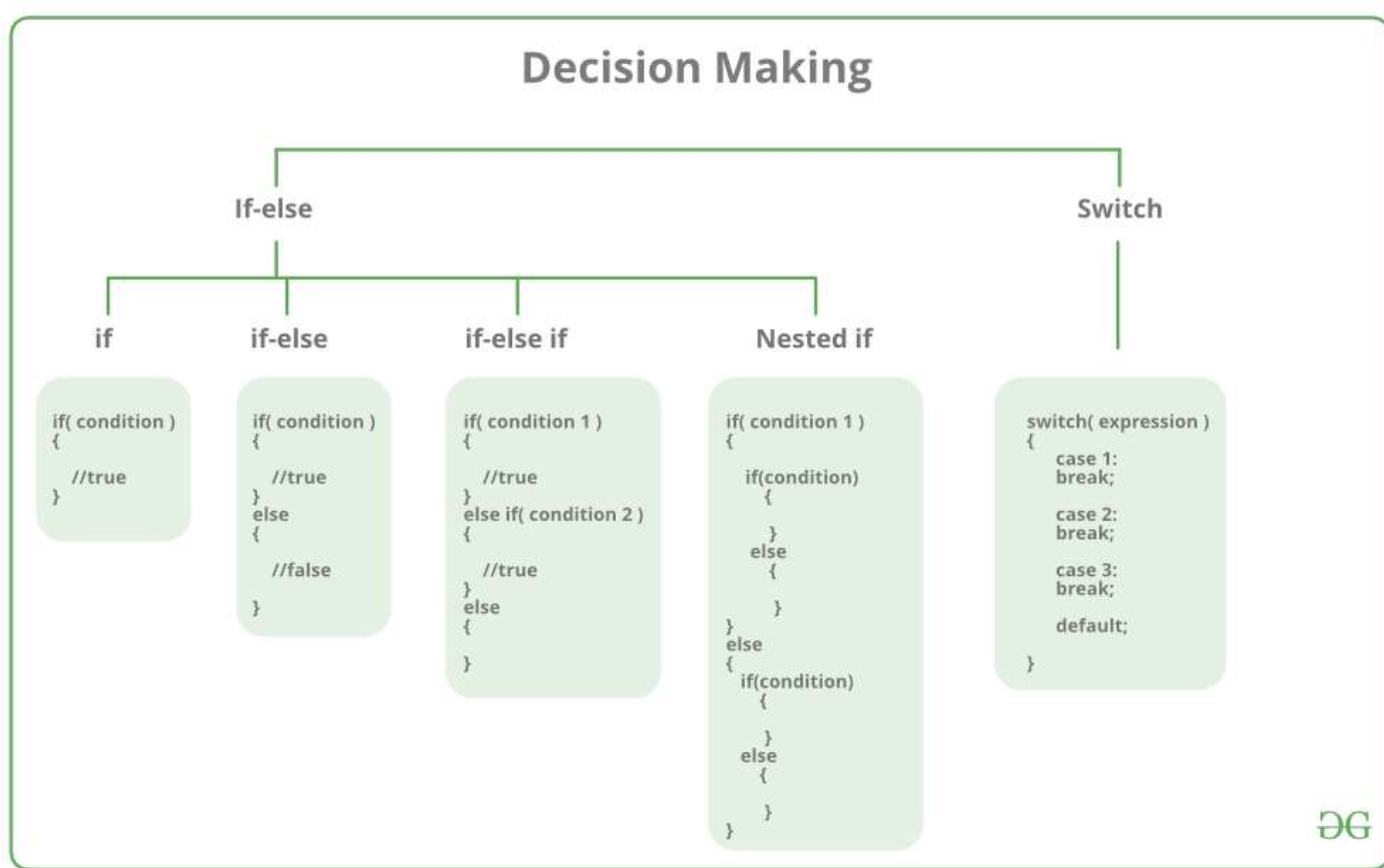 Decision Making
If-else
Switch
if
if-else
if-else if
Nested if
if( condition )
{
//true
}
if( condition )
{
//true
}
else
{
//false
}
if( condition 1 )
{
//true
}
else if( condition 2 )
{
//true
}
else
{
}
if( condition 1 )
{
if(condition)
{
}
else
{
}
}
else
{
if(condition)
{
}
else
{
}
}
switch( expression )
{
case 1:
break;
case 2:
break;
case 3:
break;
default;
}